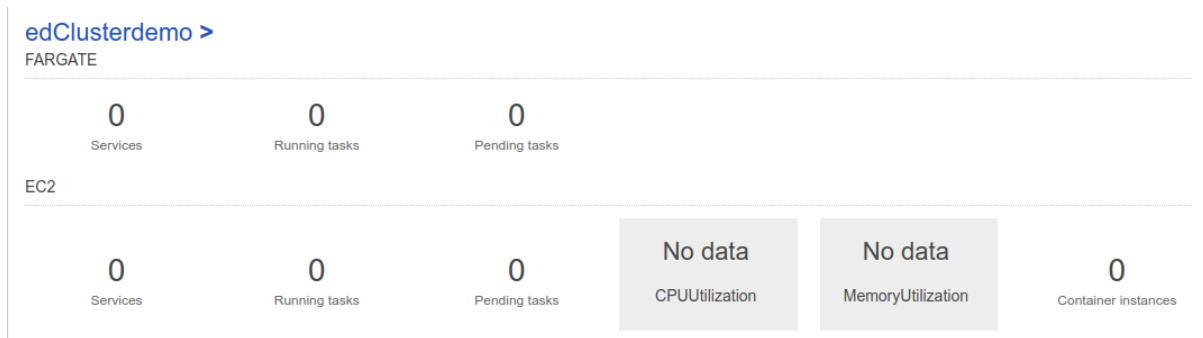 edClusterdemo >
FARGATE
0 0 0
Services Running tasks Pending tasks
EC2
No data No data
0 0 0 0
CPUUtilization MemoryUtilization
Services Running tasks Pending tasks Container instances